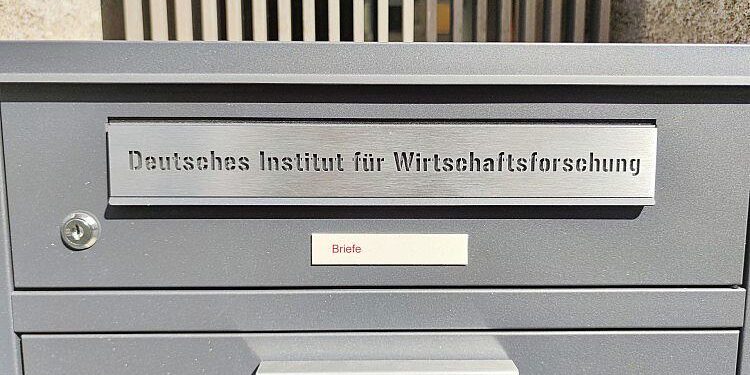 Deutsches Institut für Wirtschaftsforschung
Briefe